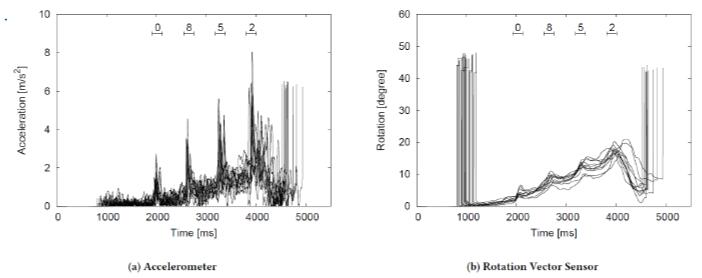 10
8
6
4
2
0
0 8 5 2
Acceleration [m/s²]
0 1000 2000 3000 4000 5000
Time [ms]
(a) Accelerometer
60
50
40
30
20
10
0
0 8 5 2
Rotation [degree]
0 1000 2000 3000 4000 5000
Time [ms]
(b) Rotation Vector Sensor